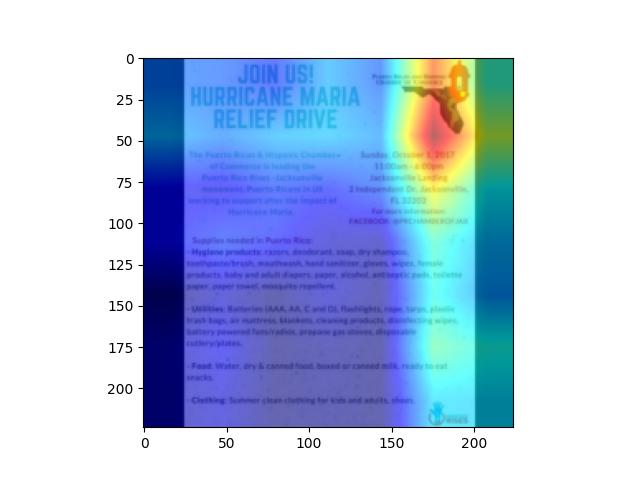 JOIN US!
HURRICANE MARIA
RELIEF DRIVE
The Puerto Rican & Hispanic Chamber
of Commerce is leading the
Puerto Rico Rises -Jacksonville
movement. Puerto Ricans in US
working to support after the impact of
Hurricane Maria.
Sunday, October 1, 2017
11:00am - 6:00pm
Jacksonville Landing
2 Independent Dr, Jacksonville,
FL 32202
For more information:
FACEBOOK: @PRCHAMBEROFJAX
Supplies needed in Puerto Rico:
- Hygiene products: razors, deodorant, soap, dry shampoo,
toothpaste/brush, mouthwash, hand sanitizer, gloves, wipes, female
products, baby and adult diapers, paper, alcohol, antiseptic pads, toilette
paper, paper towel, mosquito repellent.
- Utilities: Batteries (AAA, AA, C and D), flashlights, rope, tarps, plastic
trash bags, air mattress, blankets, cleaning products, disinfecting wipes,
battery powered fans/radios, propane gas stoves, disposable
cutlery/plates.
- Food: Water, dry & canned food, boxed or canned milk, ready to eat
snacks.
- Clothing: Summer clean clothing for kids and adults, shoes.
RISES
0
25
50
75
100
125
150
175
200
0
50
100
150
200